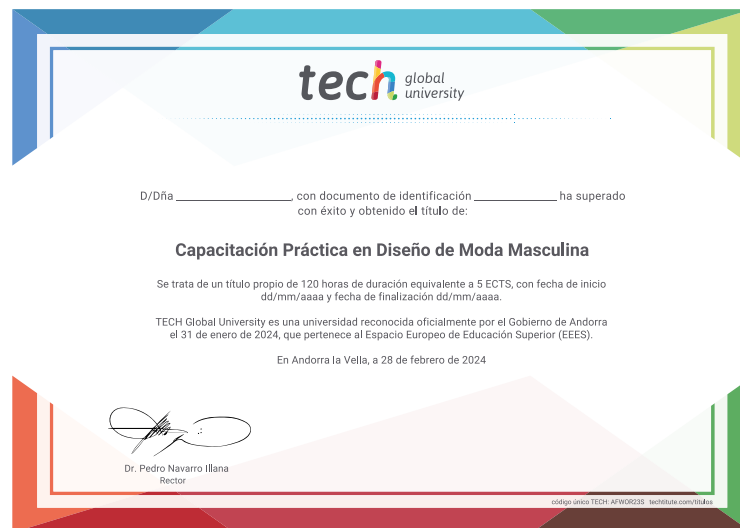 tech global
university
D/Dña ______________, con documento de identificación ______________ ha superado
con éxito y obtenido el título de:
Capacitación Práctica en Diseño de Moda Masculina
Se trata de un título propio de 120 horas de duración equivalente a 5 ECTS, con fecha de inicio
dd/mm/aaaa y fecha de finalización dd/mm/aaaa.
TECH Global University es una universidad reconocida oficialmente por el Gobierno de Andorra
el 31 de enero de 2024, que pertenece al Espacio Europeo de Educación Superior (EEES).
En Andorra la Vella, a 28 de febrero de 2024
Dr. Pedro Navarro Illana
Rector
código único TECH: AFWOR23S techtitute.com/titulos